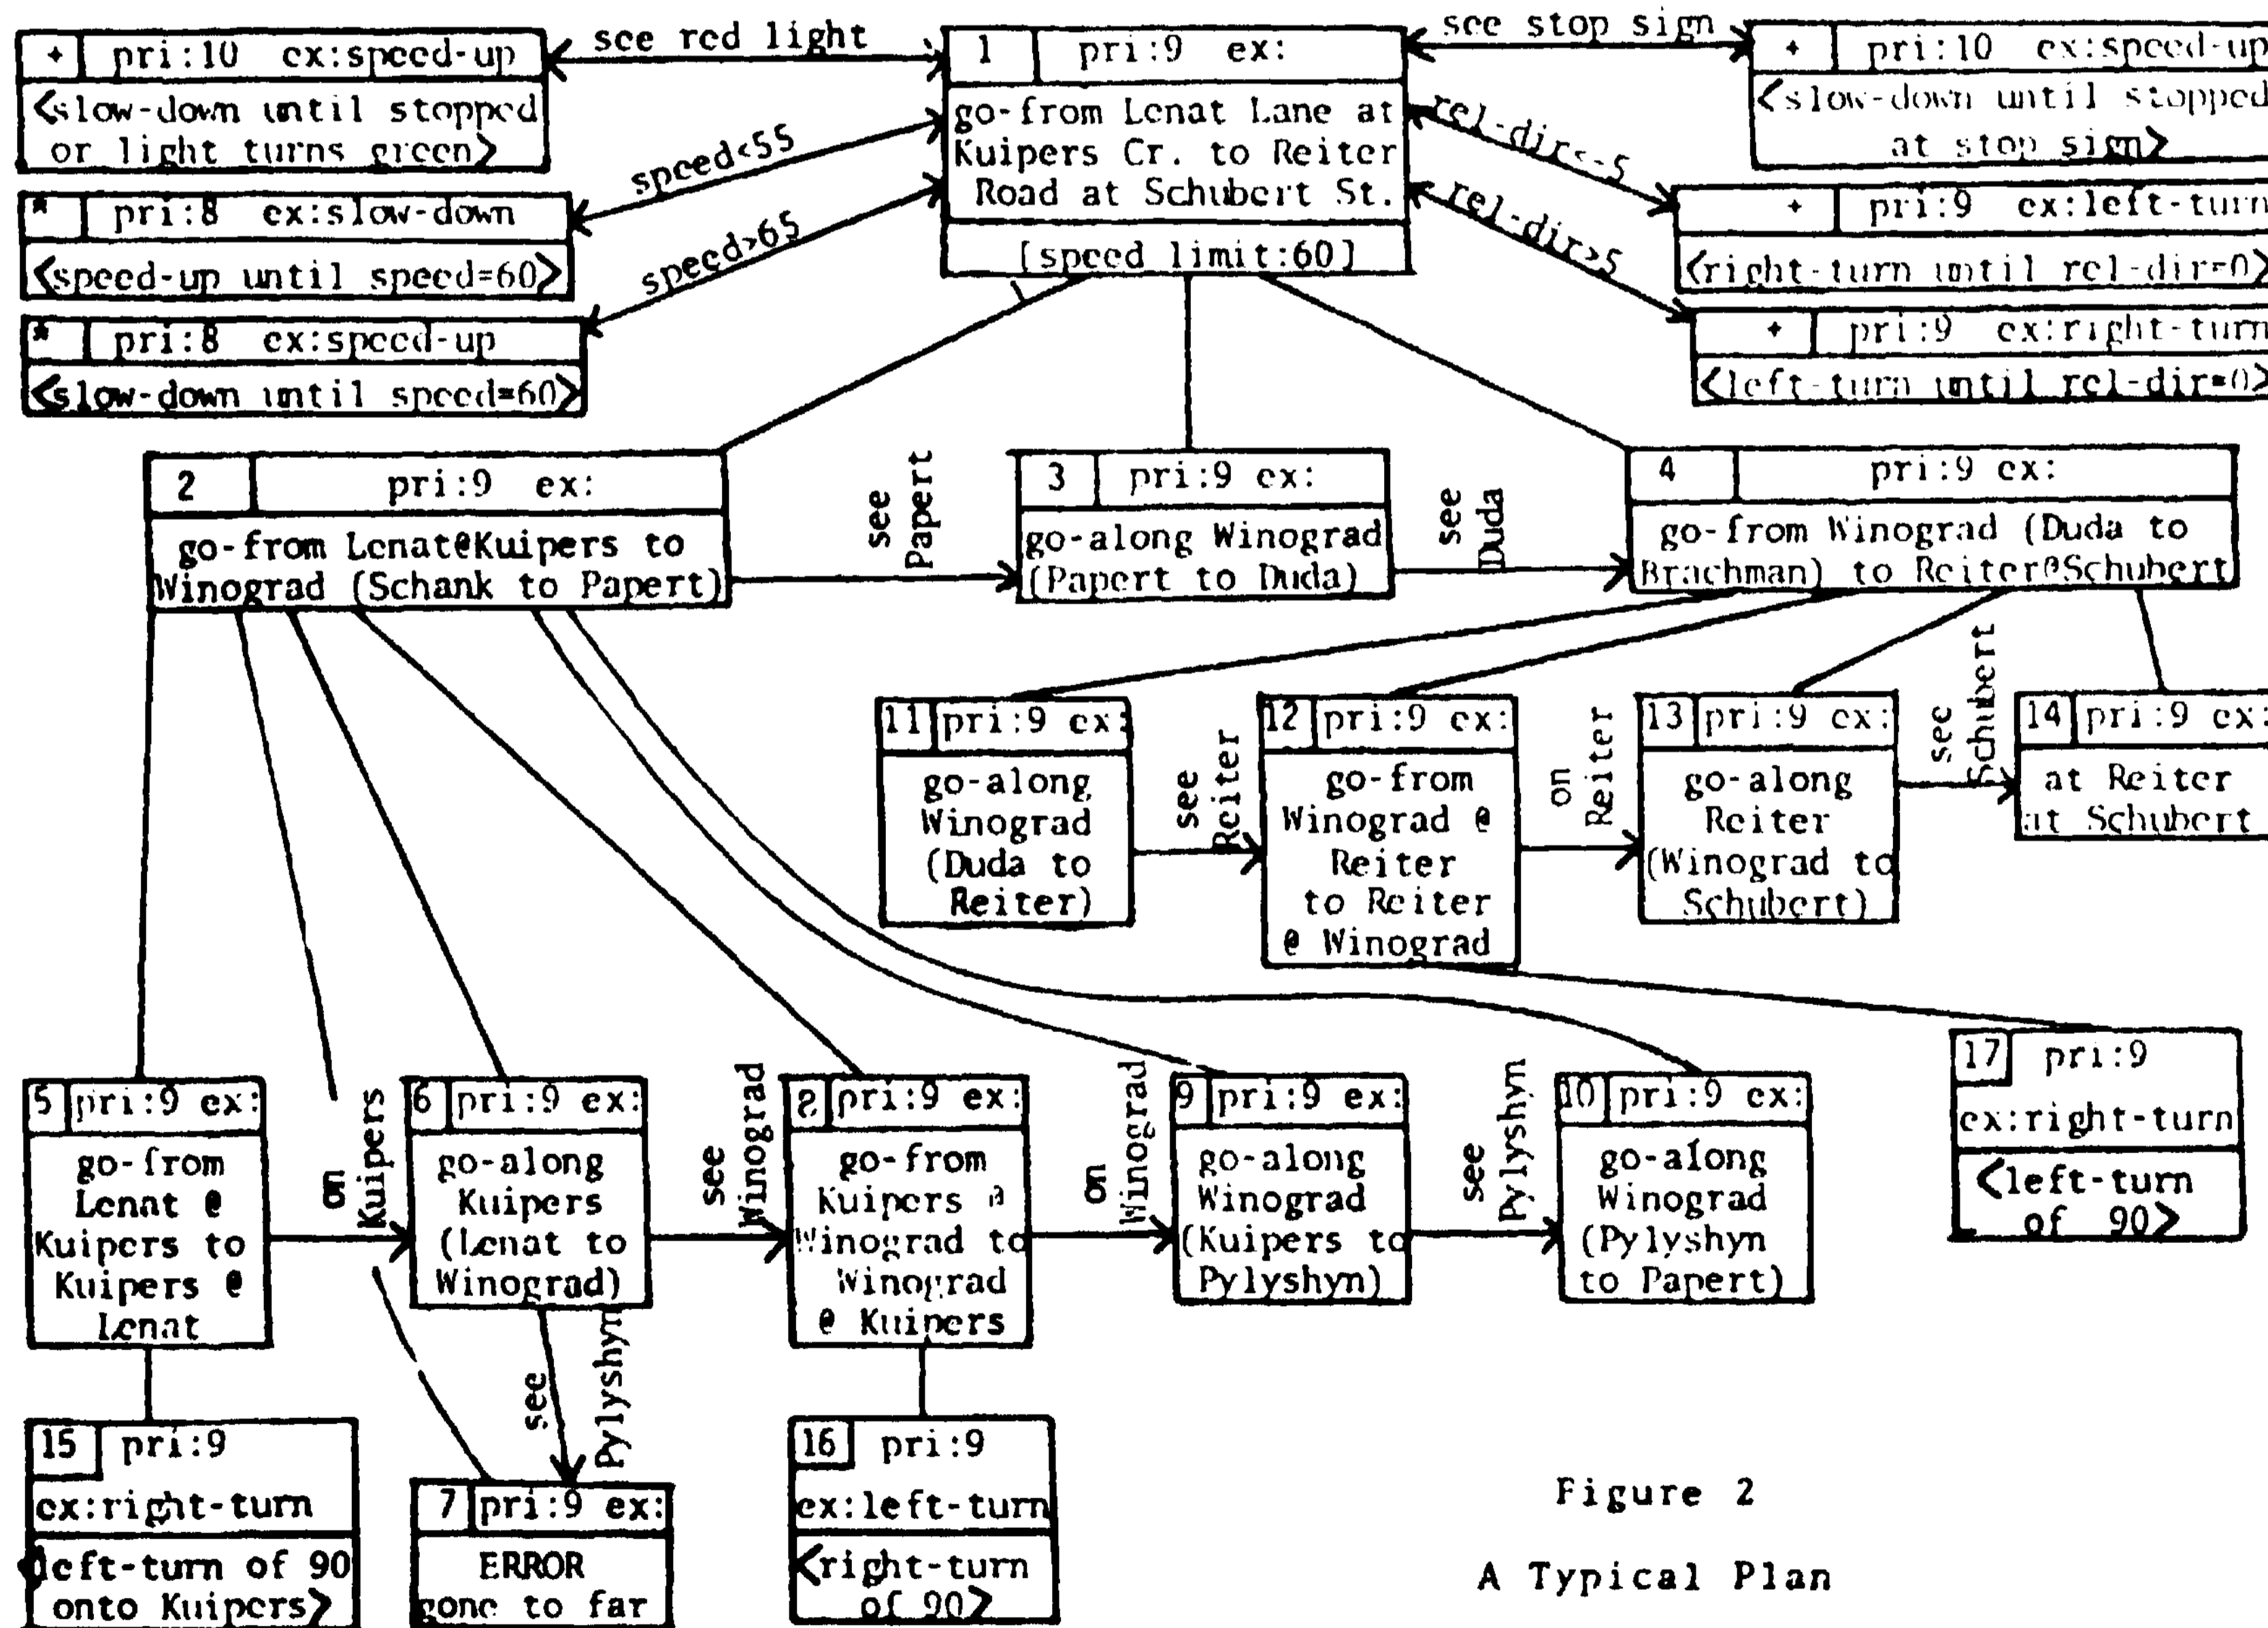 + pri:10 ex:speed-up
<slow-down until stopped
or light turns green>
see red light
1 pri:9 ex:
go-from Lenat Lane at
Kuipers Cr. to Reiter
Road at Schubert St.
[speed limit:60]
see stop sign
+ pri:10 ex:speed-up
<slow-down until stopped
at stop sign>
speed<55
* pri:8 ex:slow-down
<speed-up until speed=60>
speed>65
* pri:8 ex:speed-up
<slow-down until speed=60>
rel-dir<-5
+ pri:9 ex:left-turn
<right-turn until rel-dir=0>
rel-dir>5
+ pri:9 ex:right-turn
<left-turn until rel-dir=0>
2 pri:9 ex:
go-from Lenat@Kuipers to
Winograd (Schank to Papert)
see
Papert
3 pri:9 ex:
go-along Winograd
(Papert to Duda)
see
Duda
4 pri:9 ex:
go-from Winograd (Duda to
Brachman) to Reiter@Schubert
11 pri:9 ex:
go-along
Winograd
(Duda to
Reiter)
see
Reiter
12 pri:9 ex:
go-from
Winograd @
Reiter
to Reiter
@ Winograd
on
Reiter
13 pri:9 ex:
go-along
Reiter
(Winograd to
Schubert)
see
Schubert
14 pri:9 ex:
at Reiter
at Schubert
5 pri:9 ex:
go-from
Lenat @
Kuipers to
Kuipers @
Lenat
on
Kuipers
6 pri:9 ex:
go-along
Kuipers
(Lenat to
Winograd)
see
Winograd
8 pri:9 ex:
go-from
Kuipers @
Winograd to
Winograd
@ Kuipers
on
Winograd
9 pri:9 ex:
go-along
Winograd
(Kuipers to
Pylyshyn)
see
Pylyshyn
10 pri:9 ex:
go-along
Winograd
(Pylyshyn
to Papert)
17 pri:9
ex:right-turn
<left-turn
of 90>
15 pri:9
ex:right-turn
<left-turn of 90
onto Kuipers>
see
Pylyshyn
7 pri:9 ex:
ERROR
gone to far
16 pri:9
ex:left-turn
<right-turn
of 90>
Figure 2
A Typical Plan